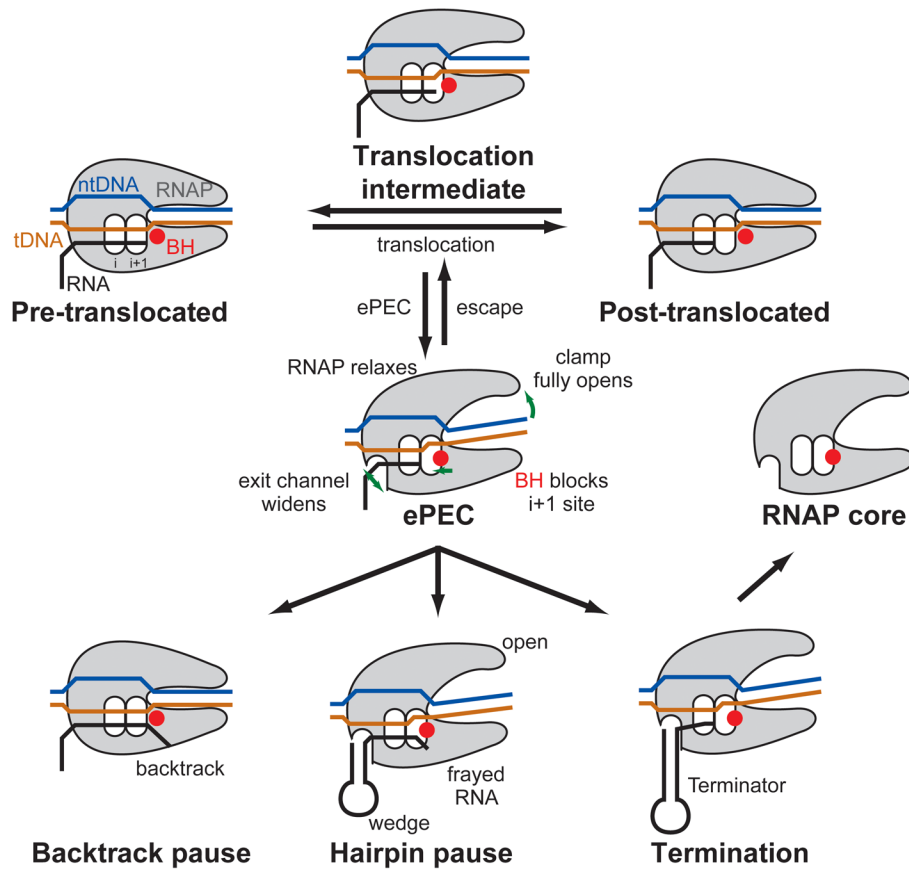 Translocation
intermediate
ntDNA
RNAP
tDNA
BH
i
i+1
RNA
Pre-translocated
translocation
Post-translocated
ePEC
escape
RNAP relaxes
clamp
fully opens
exit channel
widens
BH blocks
i+1 site
ePEC
RNAP core
open
backtrack
frayed
RNA
wedge
Terminator
Backtrack pause
Hairpin pause
Termination